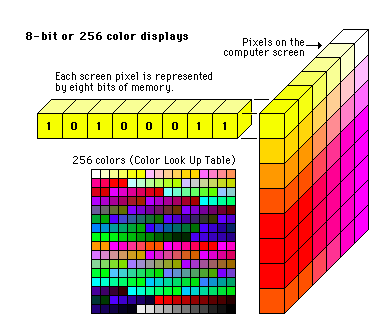 8-bit or 256 color displays
Pixels on the
computer screen
Each screen pixel is represented
by eight bits of memory.
1 0 1 0 0 0 1 1
256 colors (Color Look Up Table)